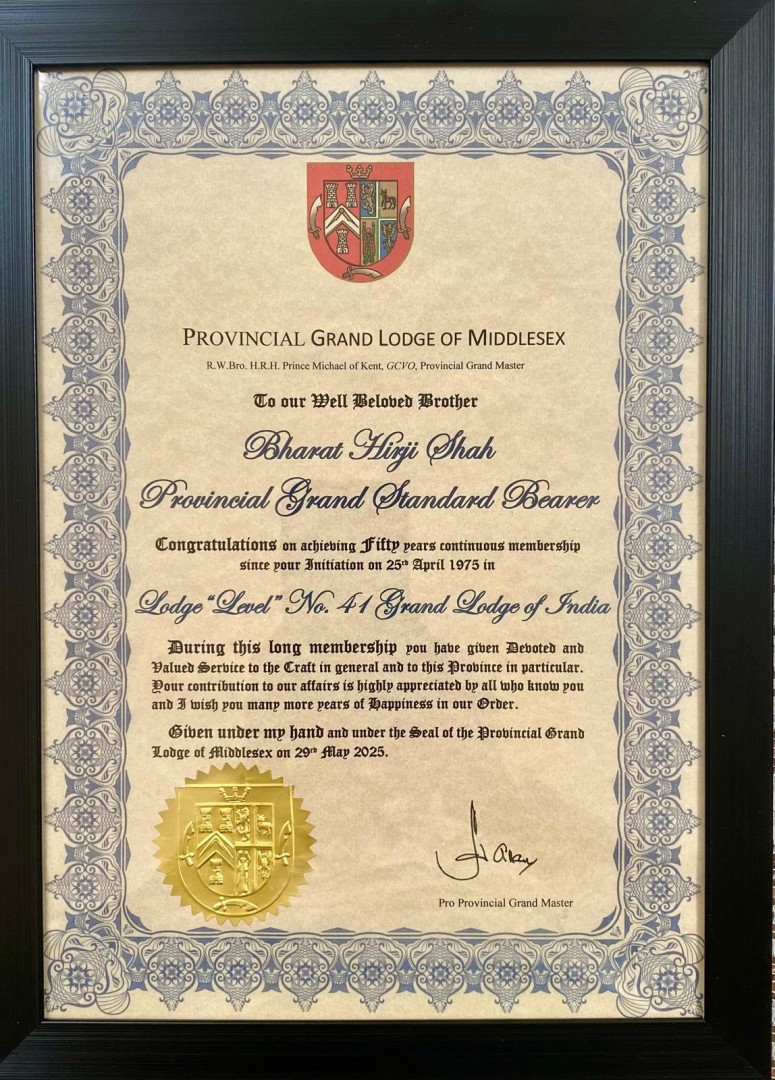 PROVINCIAL GRAND LODGE OF MIDDLESEX
R.W.Bro. H.R.H. Prince Michael of Kent, GCVO, Provincial Grand Master
To our Well Beloved Brother
Bharat Hirji Shah
Provincial Grand Standard Bearer
Congratulations on achieving Fifty years continuous membership
since your Initiation on 25th April 1975 in
Lodge "Level" No. 41 Grand Lodge of India
During this long membership you have given Devoted and
Valued Service to the Craft in general and to this Province in particular.
Your contribution to our affairs is highly appreciated by all who know you
and I wish you many more years of Happiness in our Order.
Given under my hand and under the Seal of the Provincial Grand
Lodge of Middlesex on 29th May 2025.
Pro Provincial Grand Master